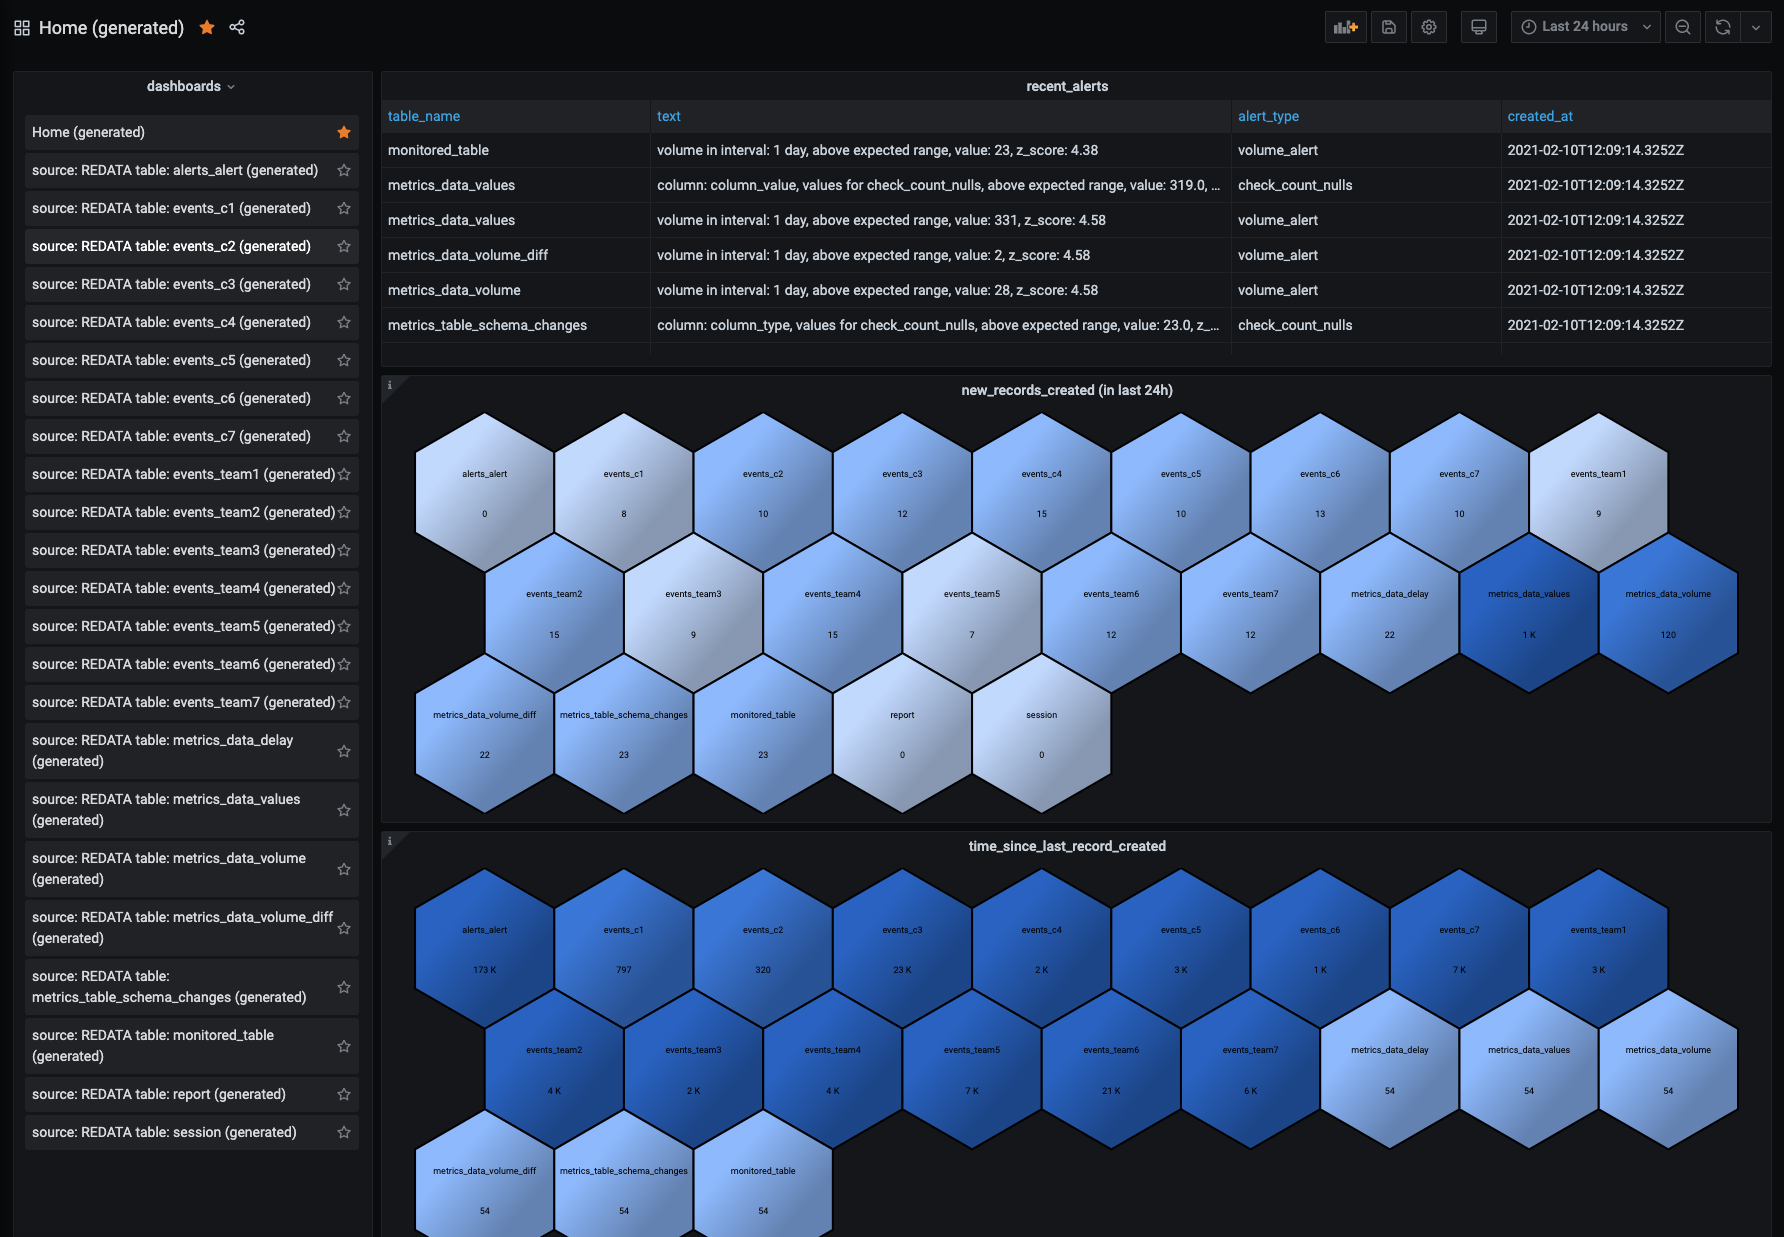 Home (generated)
Last 24 hours
dashboards
Home (generated)
source: REDATA table: alerts_alert (generated)
source: REDATA table: events_c1 (generated)
source: REDATA table: events_c2 (generated)
source: REDATA table: events_c3 (generated)
source: REDATA table: events_c4 (generated)
source: REDATA table: events_c5 (generated)
source: REDATA table: events_c6 (generated)
source: REDATA table: events_c7 (generated)
source: REDATA table: events_team1 (generated)
source: REDATA table: events_team2 (generated)
source: REDATA table: events_team3 (generated)
source: REDATA table: events_team4 (generated)
source: REDATA table: events_team5 (generated)
source: REDATA table: events_team6 (generated)
source: REDATA table: events_team7 (generated)
source: REDATA table: metrics_data_delay
(generated)
source: REDATA table: metrics_data_values
(generated)
source: REDATA table: metrics_data_volume
(generated)
source: REDATA table: metrics_data_volume_diff
(generated)
source: REDATA table:
metrics_table_schema_changes (generated)
source: REDATA table: monitored_table
(generated)
source: REDATA table: report (generated)
source: REDATA table: session (generated)
recent_alerts
table_name text alert_type created_at
monitored_table volume in interval: 1 day, above expected range, value: 23, z_score: 4.38 volume_alert 2021-02-10T12:09:14.3252Z
metrics_data_values column: column_value, values for check_count_nulls, above expected range, value: 319.0, ... check_count_nulls 2021-02-10T12:09:14.3252Z
metrics_data_values volume in interval: 1 day, above expected range, value: 331, z_score: 4.58 volume_alert 2021-02-10T12:09:14.3252Z
metrics_data_volume_diff volume in interval: 1 day, above expected range, value: 2, z_score: 4.58 volume_alert 2021-02-10T12:09:14.3252Z
metrics_data_volume volume in interval: 1 day, above expected range, value: 28, z_score: 4.58 volume_alert 2021-02-10T12:09:14.3252Z
metrics_table_schema_changes column: column_type, values for check_count_nulls, above expected range, value: 23.0, z_... check_count_nulls 2021-02-10T12:09:14.3252Z
i
new_records_created (in last 24h)
alerts_alert events_c1 events_c2 events_c3 events_c4 events_c5 events_c6 events_c7 events_team1
0 8 10 12 15 10 13 10 9
events_team2 events_team3 events_team4 events_team5 events_team6 events_team7 metrics_data_delay metrics_data_values metrics_data_volume
15 9 15 7 12 12 22 1 K 120
metrics_data_volume_diff metrics_table_schema_changes monitored_table report session
22 23 23 0 0
i
time_since_last_record_created
alerts_alert events_c1 events_c2 events_c3 events_c4 events_c5 events_c6 events_c7 events_team1
173 K 797 320 23 K 2 K 3 K 1 K 7 K 3 K
events_team2 events_team3 events_team4 events_team5 events_team6 events_team7 metrics_data_delay metrics_data_values metrics_data_volume
4 K 2 K 4 K 7 K 21 K 6 K 54 54 54
metrics_data_volume_diff metrics_table_schema_changes monitored_table
54 54 54